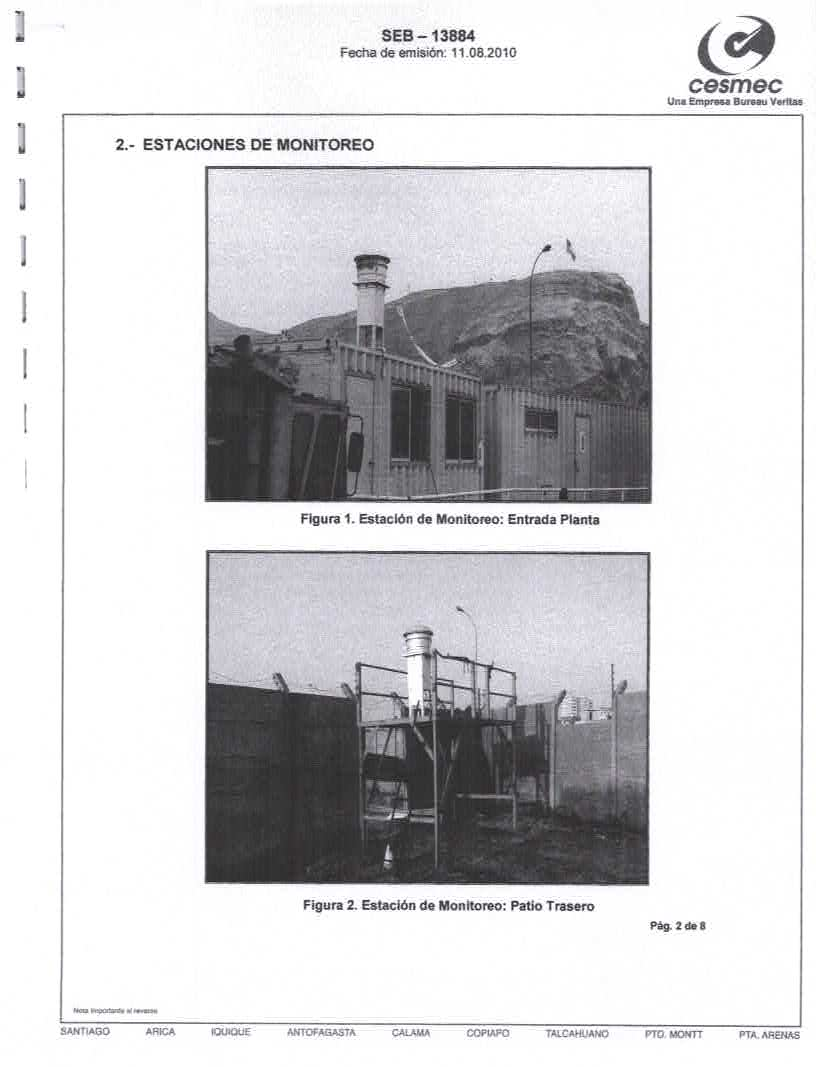 SEB – 13884
Fecha de emisión: 11.08.2010
cesmec
Una Empresa Bureau Veritas
2.- ESTACIONES DE MONITOREO
Figura 1. Estación de Monitoreo: Entrada Planta
Figura 2. Estación de Monitoreo: Patio Trasero
Pág. 2 de 8
Nota Importante al reverso
SANTIAGO ARICA IQUIQUE ANTOFAGASTA CALAMA COPIAPO TALCAHUANO PTO. MONTT PTA. ARENAS